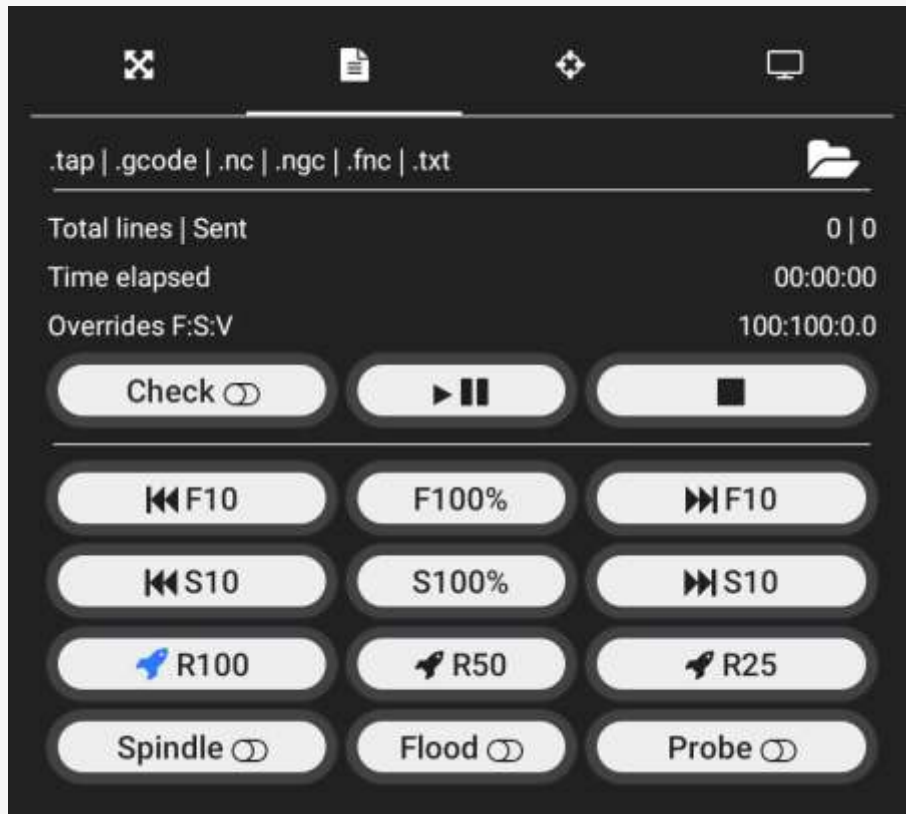 .tap | .gcode | .nc | .ngc | .fnc | .txt
Total lines | Sent 0 | 0
Time elapsed 00:00:00
Overrides F:S:V 100:100:0.0
Check
F10 F100% F10
S10 S100% S10
R100 R50 R25
Spindle Flood Probe